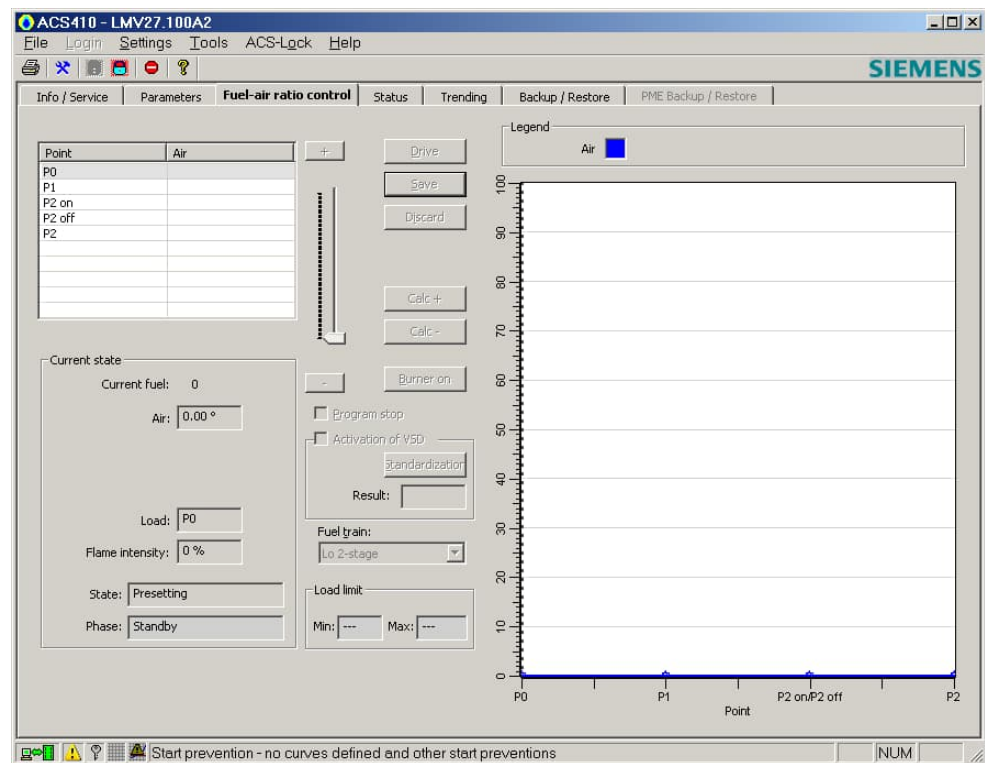 ACS410 - LMV27.100A2
File Login Settings Tools ACS-Lock Help
SIEMENS
Info / Service Parameters Fuel-air ratio control Status Trending Backup / Restore PME Backup / Restore
Point Air
P0
P1
P2 on
P2 off
P2
+
-
Drive
Save
Discard
Calc +
Calc -
Burner on
Program stop
Activation of VSD
Standardization
Result:
Fuel train:
Lo 2-stage
Load limit
Min: --- Max: ---
Current state
Current fuel: 0
Air: 0.00 °
Load: P0
Flame intensity: 0 %
State: Presetting
Phase: Standby
Legend
Air
100
90
80
70
60
50
40
30
20
10
0
P0 P1 P2 on/P2 off P2
Point
Start prevention - no curves defined and other start preventions
NUM